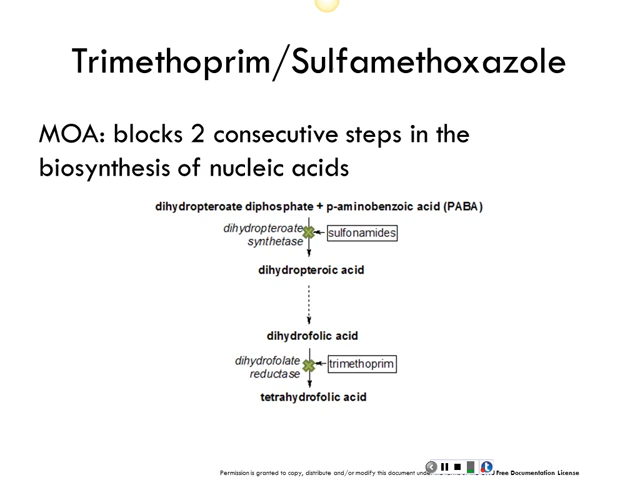 Trimethoprim/Sulfamethoxazole
MOA: blocks 2 consecutive steps in the
biosynthesis of nucleic acids
dihydropteroate diphosphate + p-aminobenzoic acid (PABA)
dihydropteroate
synthetase
sulfonamides
dihydropteroic acid
dihydrofolic acid
dihydrofolate
reductase
trimethoprim
tetrahydrofolic acid
Permission is granted to copy, distribute and/or modify this document Free Documentation License